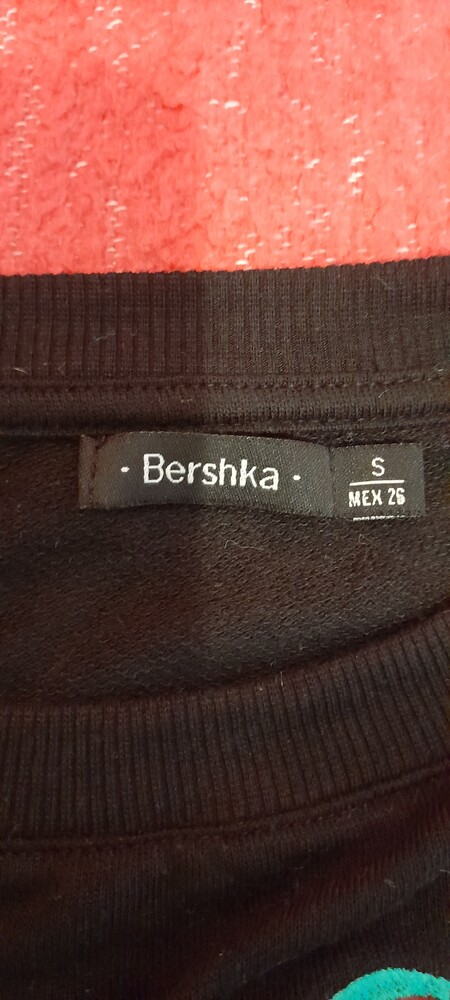 · Bershka ·
S
MEX 26